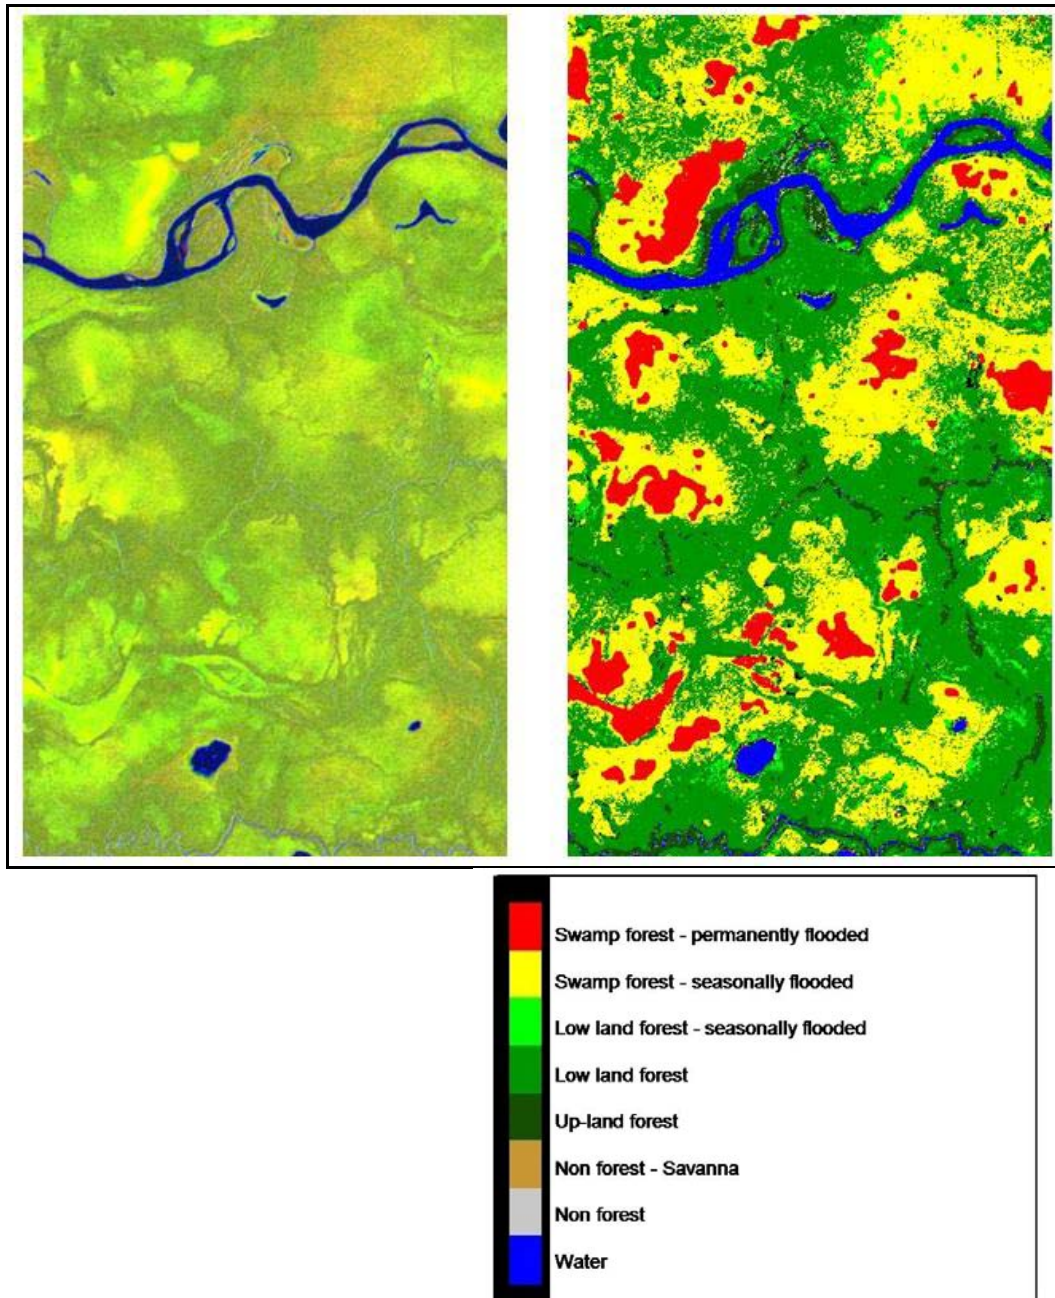 Swamp forest - permanently flooded
Swamp forest - seasonally flooded
Low land forest - seasonally flooded
Low land forest
Up-land forest
Non forest - Savanna
Non forest
Water